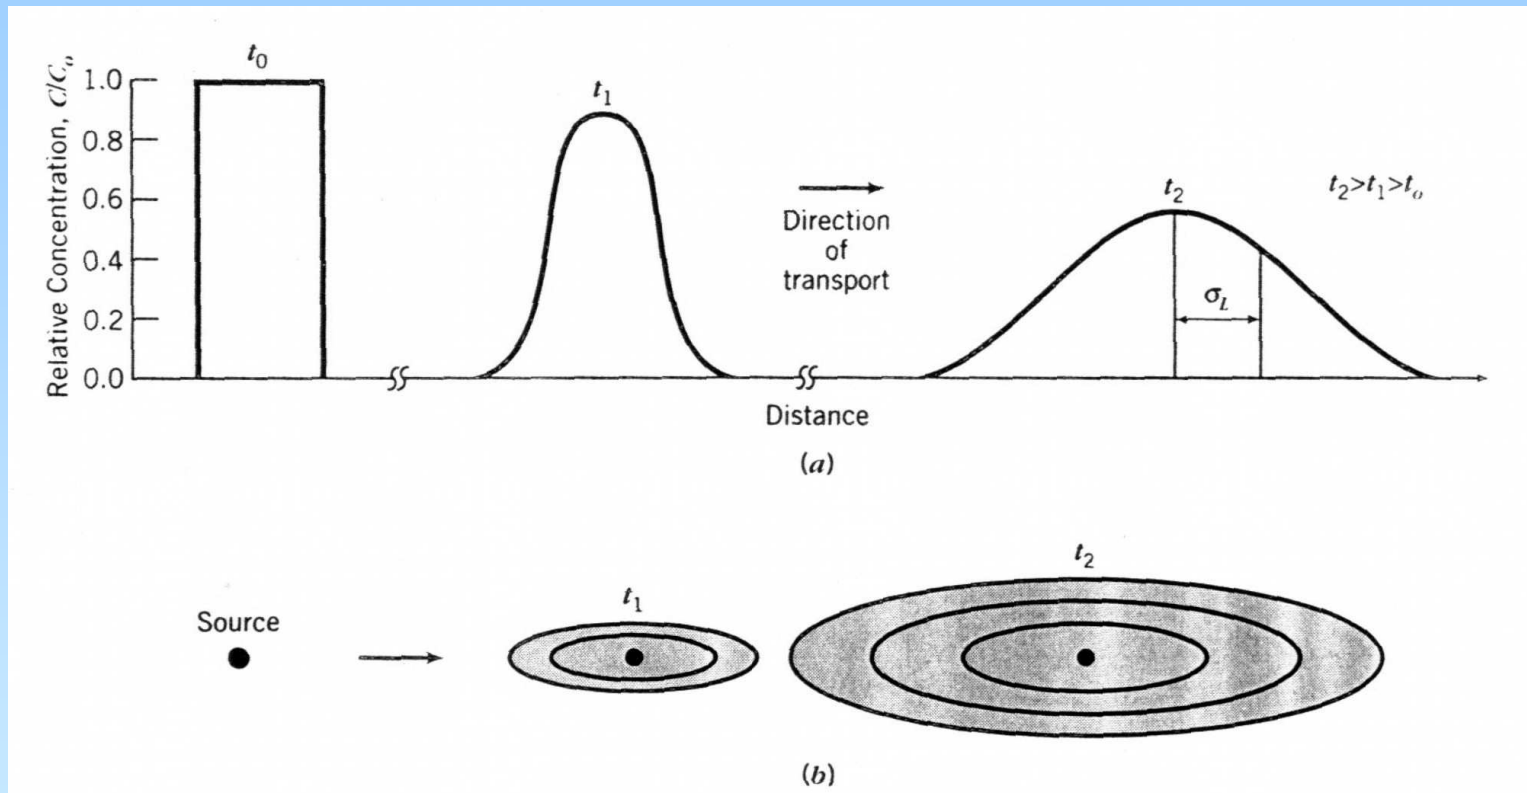 t₀
Relative Concentration, C/Cₒ
1.0
0.8
0.6
0.4
0.2
0.0
t₁
Direction
of
transport
t₂
t₂>t₁>tₒ
σ_L
Distance
(a)
Source
t₁
t₂
(b)